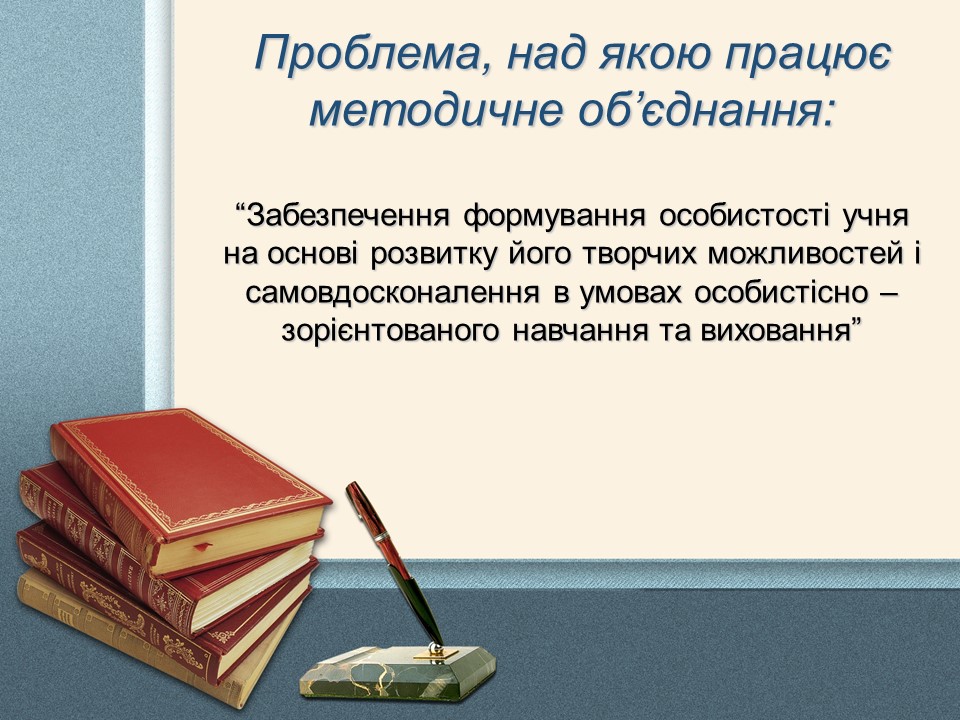 Проблема, над якою працює
методичне об’єднання:
“Забезпечення формування особистості учня
на основі розвитку його творчих можливостей і
самовдосконалення в умовах особистісно –
зорієнтованого навчання та виховання”